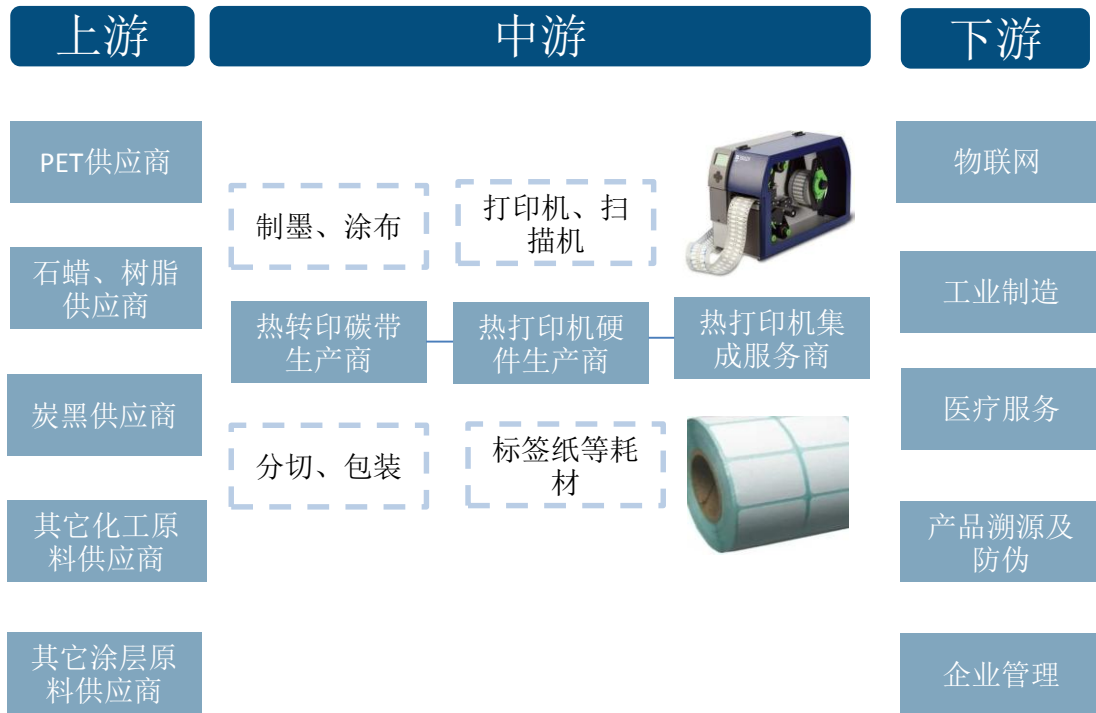 上游
中游
下游
PET供应商
石蜡、树脂
供应商
炭黑供应商
其它化工原
料供应商
其它涂层原
料供应商
制墨、涂布
打印机、扫
描机
热转印碳带
生产商
热打印机硬
件生产商
热打印机集
成服务商
分切、包装
标签纸等耗
材
物联网
工业制造
医疗服务
产品溯源及
防伪
企业管理